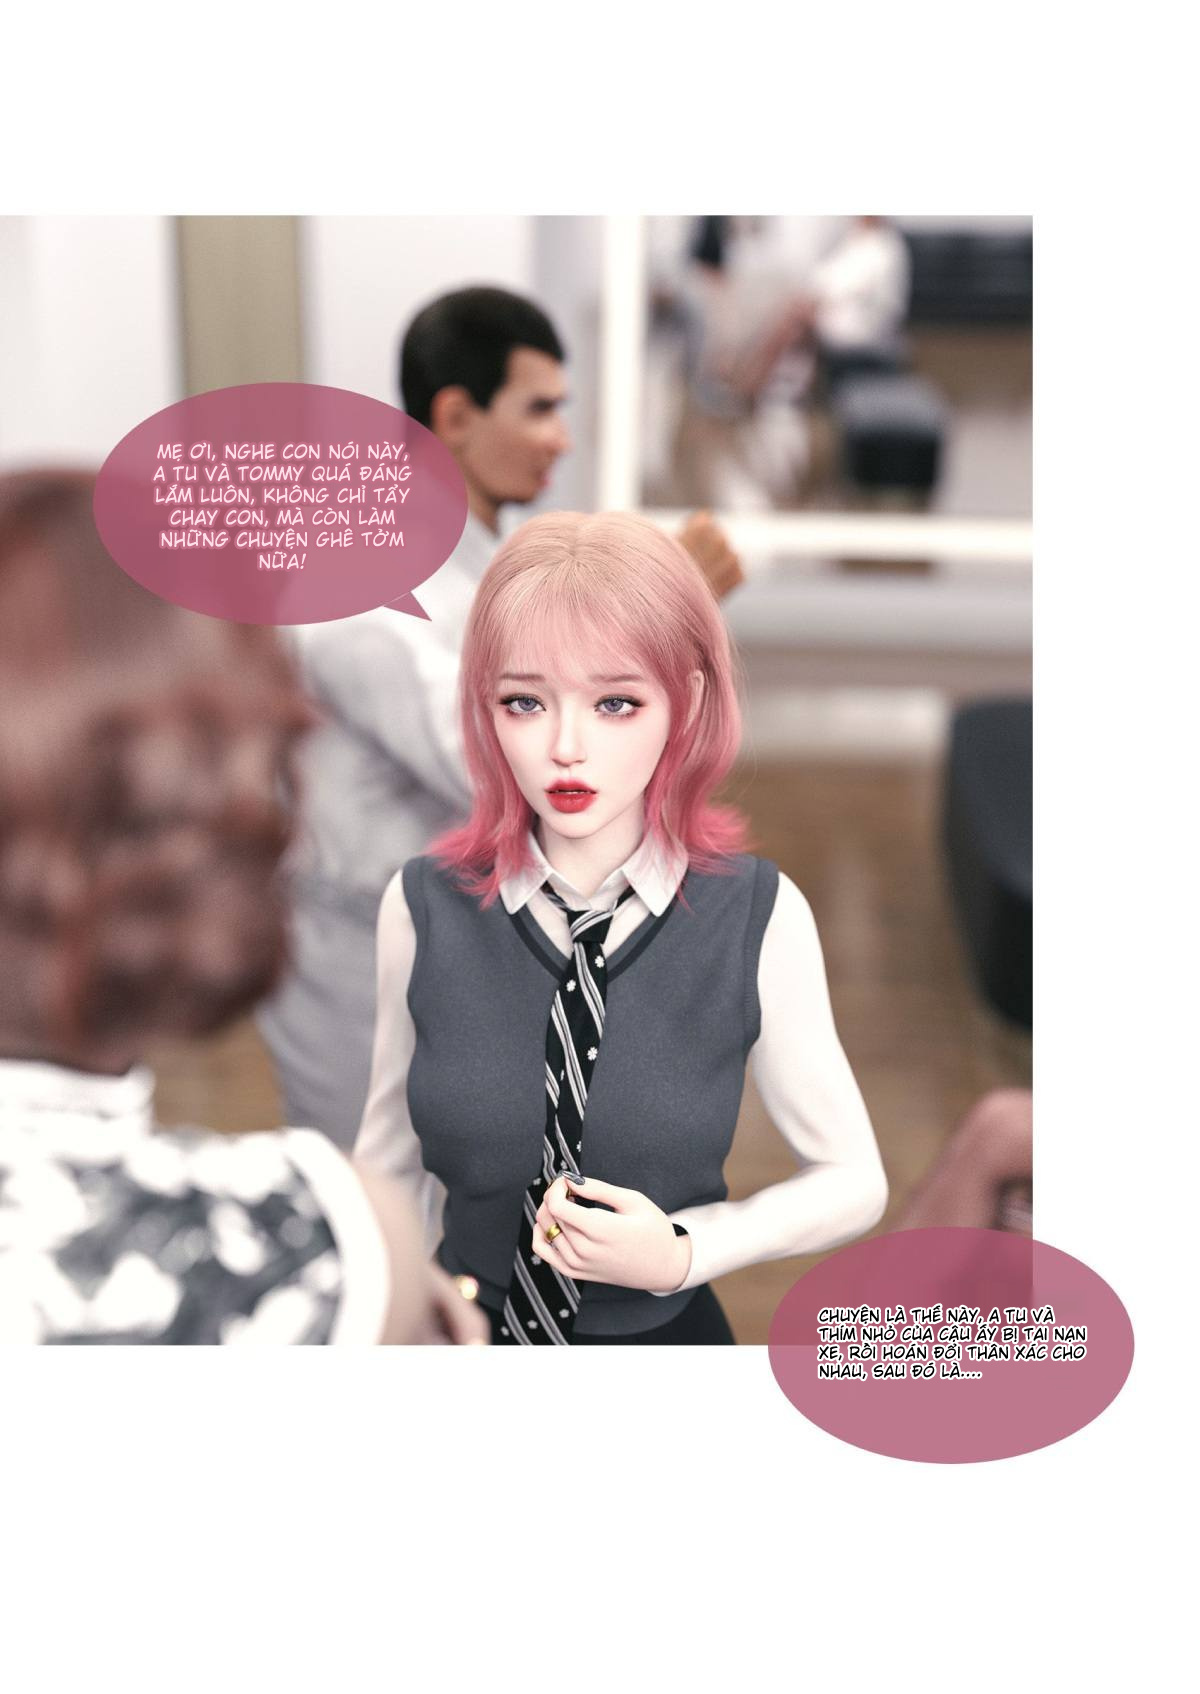 MẸ ƠI, NGHE CON NÓI NÀY,
A TU VÀ TOMMY QUÁ ĐÁNG
LẮM LUÔN, KHÔNG CHỈ TẨY
CHAY CON, MÀ CÒN LÀM
NHỮNG CHUYỆN GHÊ TỞM
NỮA!
CHUYỆN LÀ THẾ NÀY, A TU VÀ
THÍM NHỎ CỦA CẬU ẤY BỊ TAI NẠN
XE, RỒI HOÁN ĐỔI THÂN XÁC CHO
NHAU, SAU ĐÓ LÀ....